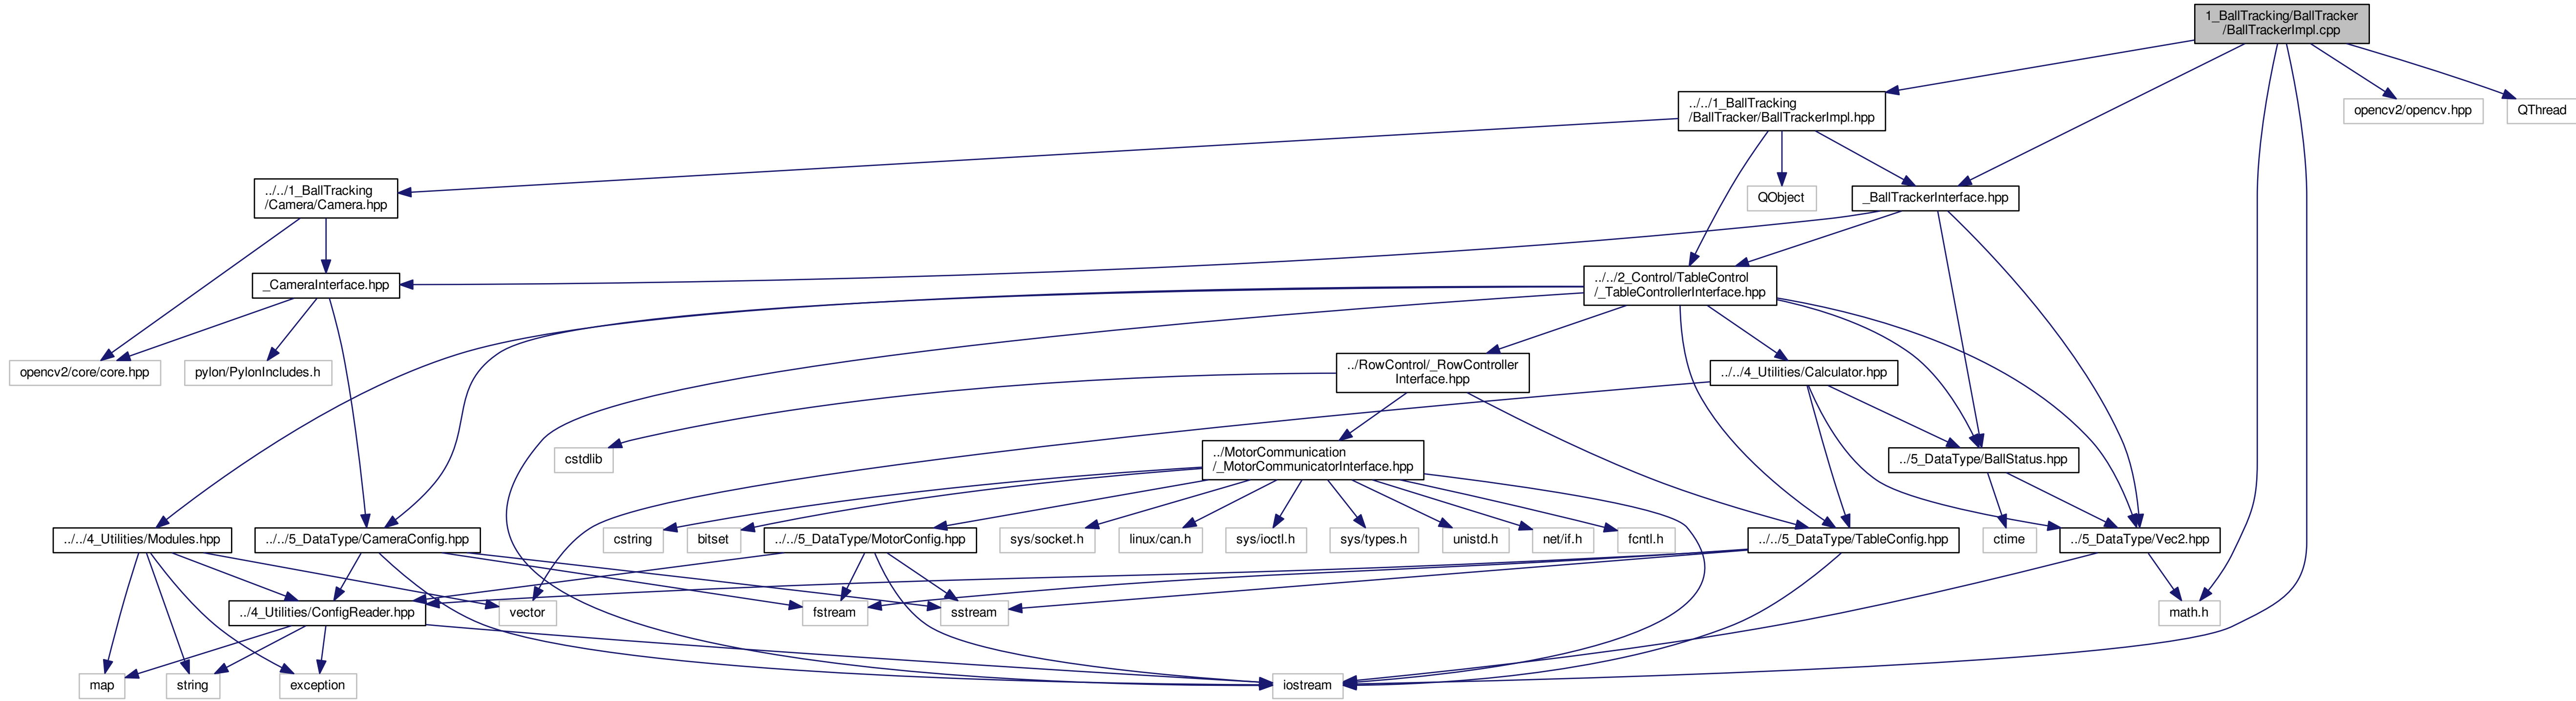 1_BallTracking/BallTracker
/BallTrackerImpl.cpp
../../1_BallTracking
/BallTracker/BallTrackerImpl.hpp
opencv2/opencv.hpp
QThread
../../1_BallTracking
/Camera/Camera.hpp
QObject
_BallTrackerInterface.hpp
_CameraInterface.hpp
../../2_Control/TableControl
/_TableControllerInterface.hpp
opencv2/core/core.hpp
pylon/PylonIncludes.h
../RowControl/_RowController
Interface.hpp
../../4_Utilities/Calculator.hpp
cstdlib
../MotorCommunication
/_MotorCommunicatorInterface.hpp
../5_DataType/BallStatus.hpp
../../4_Utilities/Modules.hpp
../../5_DataType/CameraConfig.hpp
cstring
bitset
../../5_DataType/MotorConfig.hpp
sys/socket.h
linux/can.h
sys/ioctl.h
sys/types.h
unistd.h
net/if.h
fcntl.h
../../5_DataType/TableConfig.hpp
ctime
../5_DataType/Vec2.hpp
../4_Utilities/ConfigReader.hpp
vector
fstream
sstream
math.h
map
string
exception
iostream